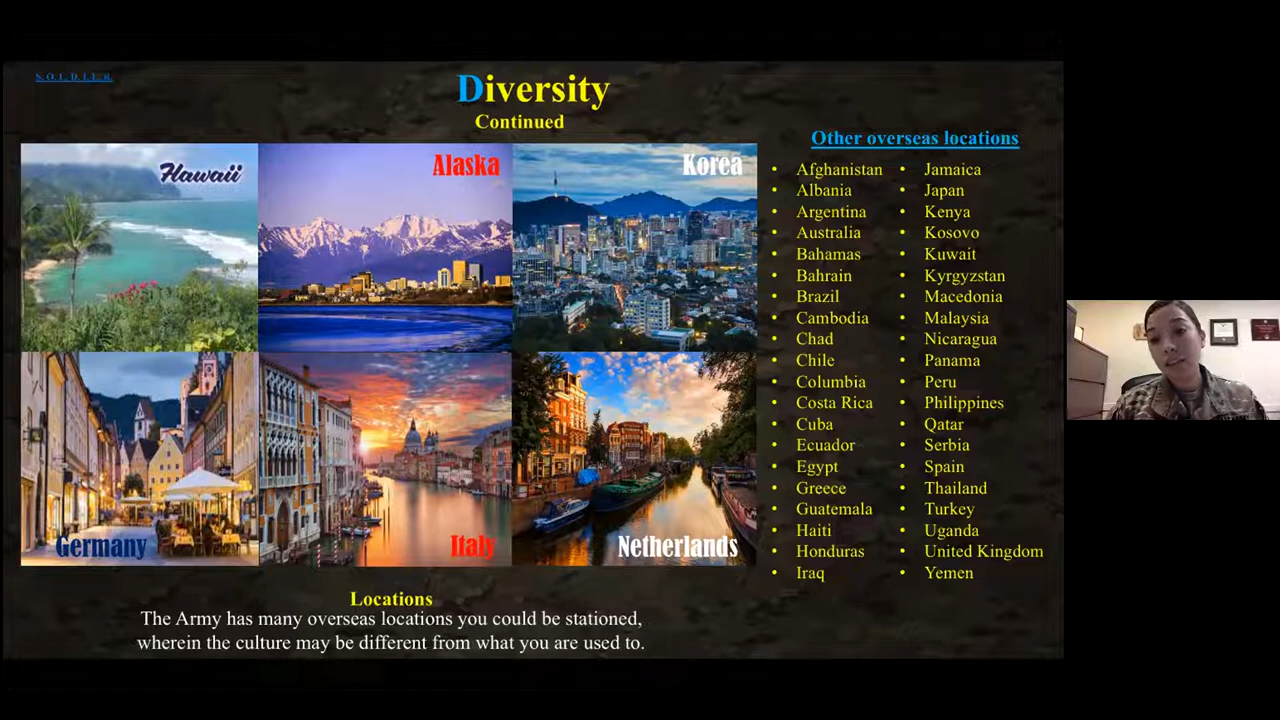 S. O. L. D. I. E. R.
Diversity
Continued
Hawaii
Alaska
Korea
Germany
Italy
Netherlands
Locations
The Army has many overseas locations you could be stationed,
wherein the culture may be different from what you are used to.
Other overseas locations
• Afghanistan
• Albania
• Argentina
• Australia
• Bahamas
• Bahrain
• Brazil
• Cambodia
• Chad
• Chile
• Columbia
• Costa Rica
• Cuba
• Ecuador
• Egypt
• Greece
• Guatemala
• Haiti
• Honduras
• Iraq
• Jamaica
• Japan
• Kenya
• Kosovo
• Kuwait
• Kyrgyzstan
• Macedonia
• Malaysia
• Nicaragua
• Panama
• Peru
• Philippines
• Qatar
• Serbia
• Spain
• Thailand
• Turkey
• Uganda
• United Kingdom
• Yemen